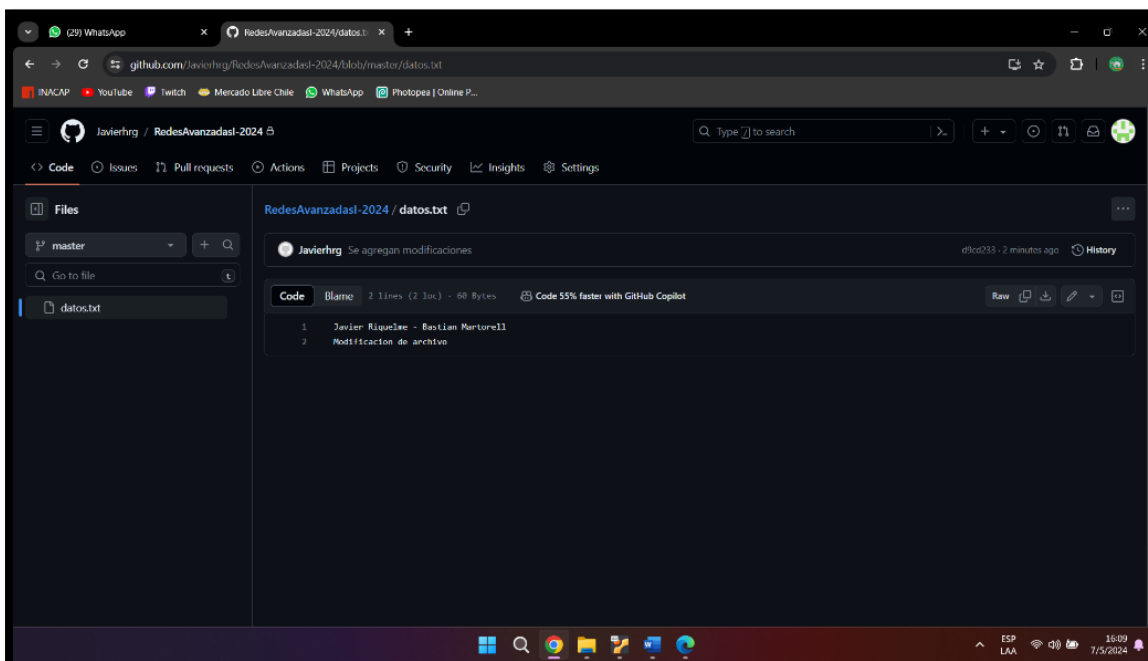 (29) WhatsApp
RedesAvanzadasI-2024/datos.t
github.com/Javierhrg/RedesAvanzadasI-2024/blob/master/datos.txt
INACAP YouTube Twitch Mercado Libre Chile WhatsApp Photopea | Online P...
Javierhrg / RedesAvanzadasI-2024
Type / to search
Code Issues Pull requests Actions Projects Security Insights Settings
Files
RedesAvanzadasI-2024 / datos.txt
master
Javierhrg Se agregan modificaciones
d9cd233 · 2 minutes ago History
Go to file t
Code Blame 2 lines (2 loc) · 60 Bytes Code 55% faster with GitHub Copilot Raw
datos.txt
1 Javier Riquelme - Bastian Martorell
2 Modificacion de archivo
ESP
LAA
16:09
7/5/2024